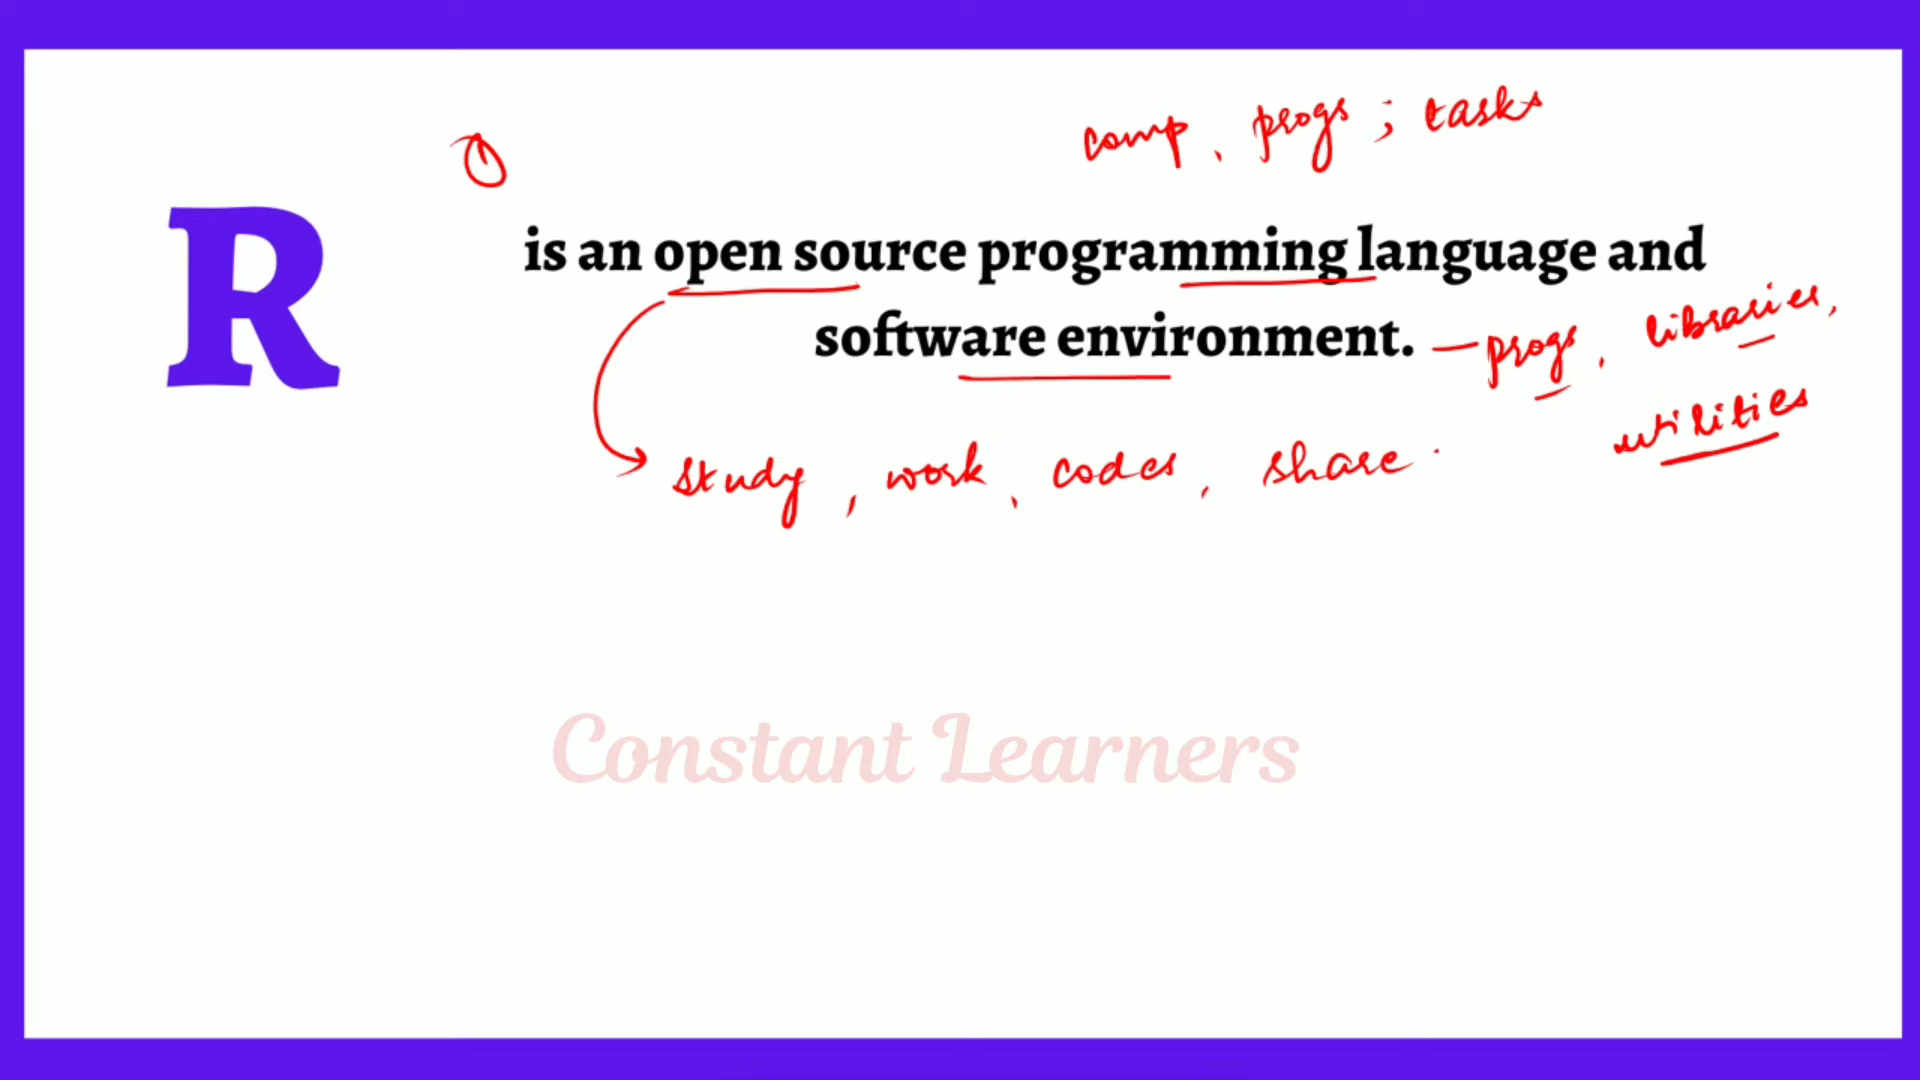 comp, progs ; tasks
R is an open source programming language and
software environment. – progs, libraries,
utilities
study, work, codes, share.
Constant Learners